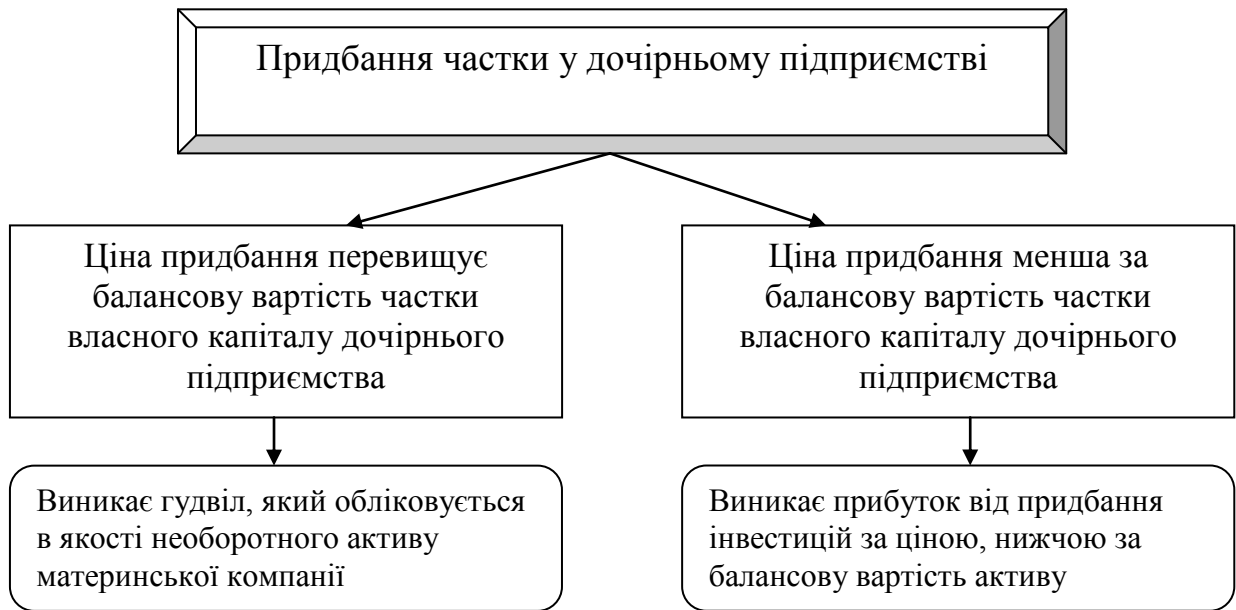 Придбання частки у дочірньому підприємстві
Ціна придбання перевищує
балансову вартість частки
власного капіталу дочірнього
підприємства
Ціна придбання менша за
балансову вартість частки
власного капіталу дочірнього
підприємства
Виникає гудвіл, який обліковується
в якості необоротного активу
материнської компанії
Виникає прибуток від придбання
інвестицій за ціною, нижчою за
балансову вартість активу